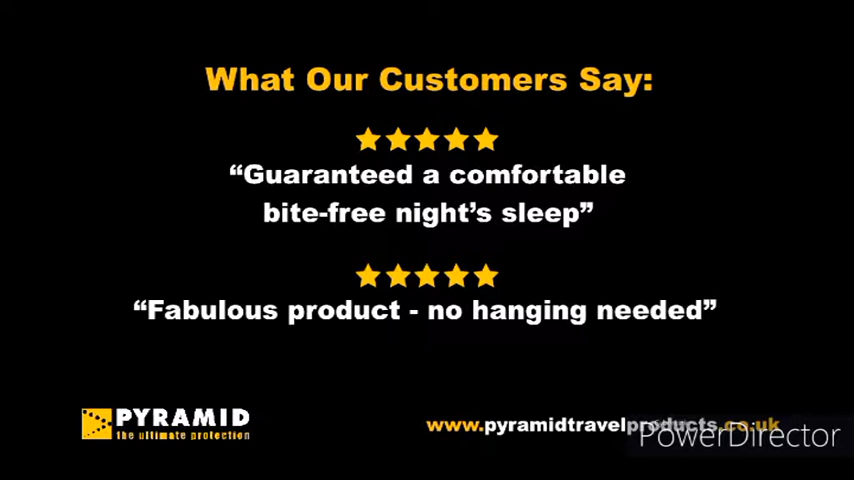 What Our Customers Say:
“Guaranteed a comfortable
bite-free night’s sleep”
“Fabulous product - no hanging needed”
PYRAMID
the ultimate protection
www.pyramidtravelproducts.co.uk
PowerDirector